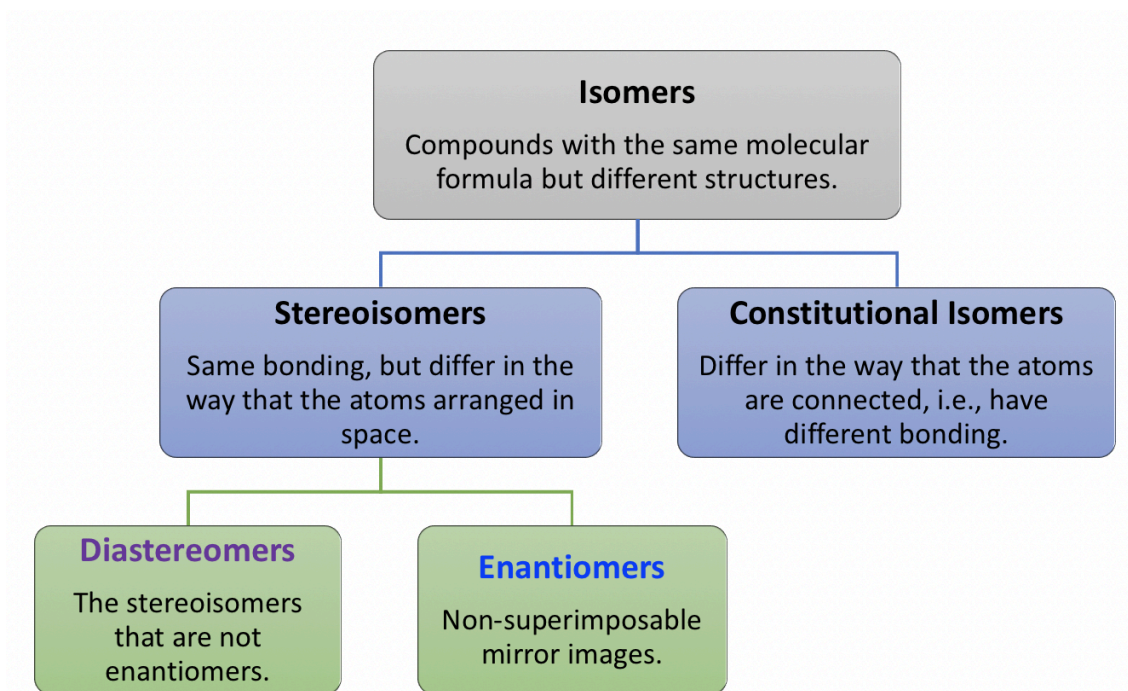 Isomers
Compounds with the same molecular
formula but different structures.
Stereoisomers
Same bonding, but differ in the
way that the atoms arranged in
space.
Constitutional Isomers
Differ in the way that the atoms
are connected, i.e., have
different bonding.
Diastereomers
The stereoisomers
that are not
enantiomers.
Enantiomers
Non-superimposable
mirror images.